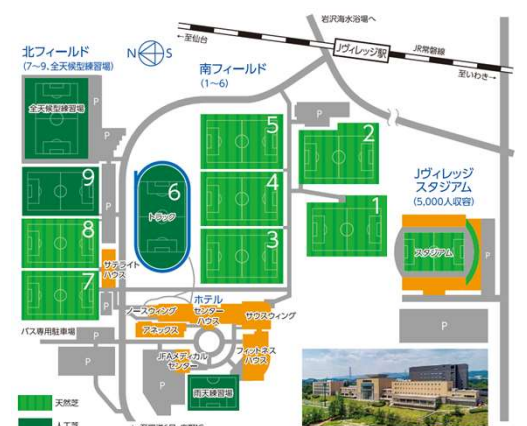 岩沢海水浴場へ
←至仙台
Jヴィレッジ駅
JR常磐線
至いわき→
北フィールド
(7〜9、全天候型練習場)
N S
南フィールド
(1〜6)
P
全天候型練習場
P
P
5
2
9
6
トラック
4
Jヴィレッジ
スタジアム
(5,000人収容)
1
8
3
スタジアム
サテライト
ハウス
7
P
P
ホテル
ノースウィング
センター
ハウス
サウスウィング
アネックス
バス専用駐車場
P
P
P
フィットネス
ハウス
JFAメディカル
センター
P
P
雨天練習場
天然芝
人工芝